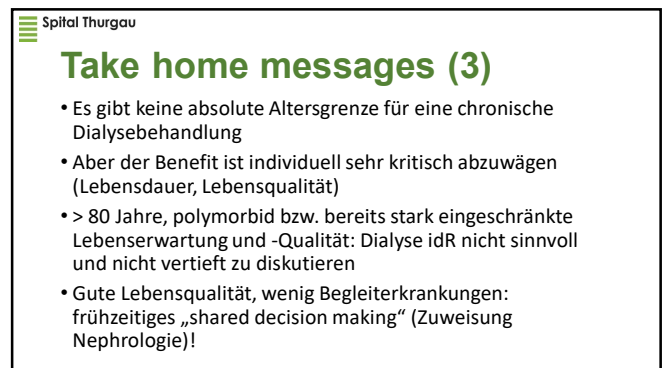 Spital Thurgau
Take home messages (3)
• Es gibt keine absolute Altersgrenze für eine chronische
Dialysebehandlung
• Aber der Benefit ist individuell sehr kritisch abzuwägen
(Lebensdauer, Lebensqualität)
• > 80 Jahre, polymorbid bzw. bereits stark eingeschränkte
Lebenserwartung und -Qualität: Dialyse idR nicht sinnvoll
und nicht vertieft zu diskutieren
• Gute Lebensqualität, wenig Begleiterkrankungen:
frühzeitiges „shared decision making“ (Zuweisung
Nephrologie)!